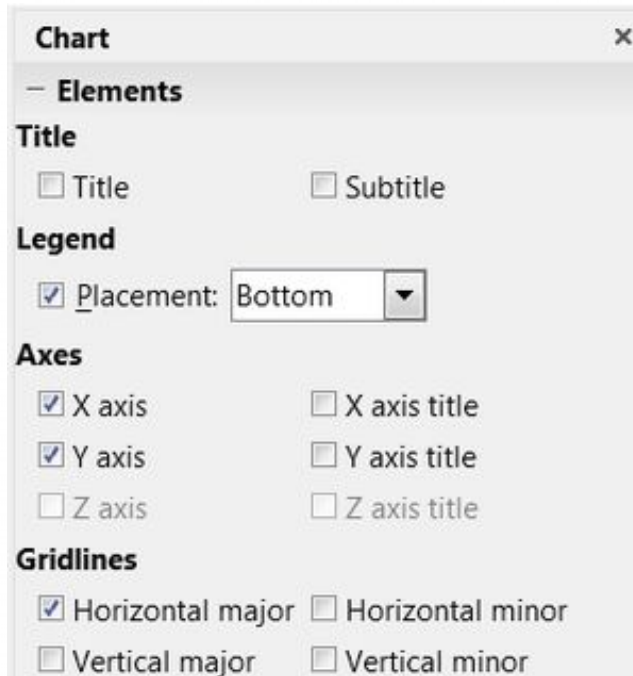 Chart
Elements
Title
Title Subtitle
Legend
Placement: Bottom
Axes
X axis X axis title
Y axis Y axis title
Z axis Z axis title
Gridlines
Horizontal major Horizontal minor
Vertical major Vertical minor